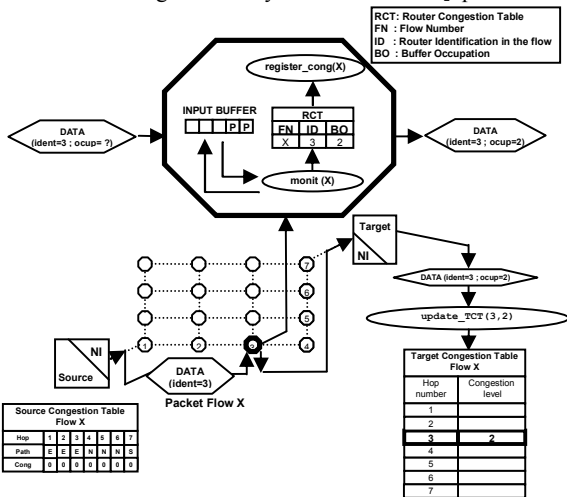 RCT: Router Congestion Table
FN : Flow Number
ID : Router Identification in the flow
BO : Buffer Occupation
register_cong(X)
INPUT BUFFER
P P
RCT
FN ID BO
X 3 2
monit (X)
DATA
(ident=3 ; ocup= ?)
DATA
(ident=3 ; ocup=2)
Target
NI
7
6
5
1 2 3 4
DATA (ident=3 ; ocup=2)
update_TCT(3,2)
NI
Source
DATA
(ident=3)
Packet Flow X
Source Congestion Table
Flow X
Hop 1 2 3 4 5 6 7
Path E E E N N N S
Cong 0 0 0 0 0 0 0
Target Congestion Table
Flow X
Hop number Congestion level
1
2
3 2
4
5
6
7